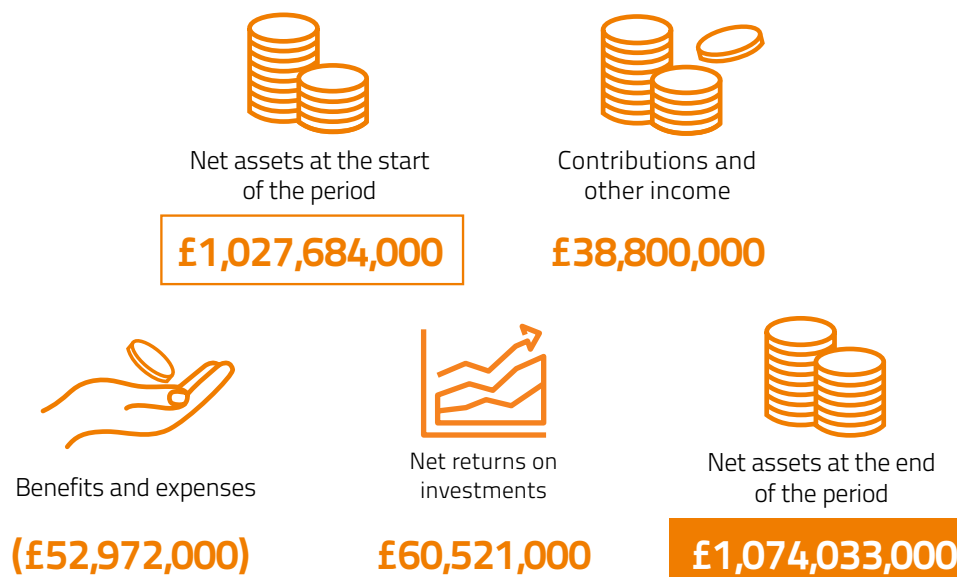 Net assets at the start
of the period
£1,027,684,000
Contributions and
other income
£38,800,000
Benefits and expenses
(£52,972,000)
Net returns on
investments
£60,521,000
Net assets at the end
of the period
£1,074,033,000